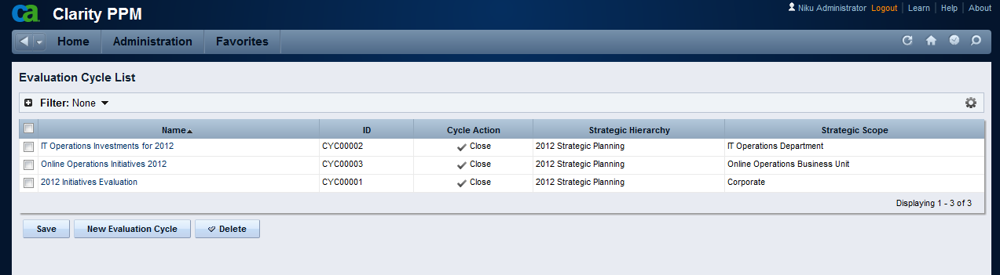 ca Clarity PPM
Niku Administrator Logout Learn Help About
Home Administration Favorites
Evaluation Cycle List
Filter: None
Name ID Cycle Action Strategic Hierarchy Strategic Scope
IT Operations Investments for 2012 CYC00002 Close 2012 Strategic Planning IT Operations Department
Online Operations Initiatives 2012 CYC00003 Close 2012 Strategic Planning Online Operations Business Unit
2012 Initiatives Evaluation CYC00001 Close 2012 Strategic Planning Corporate
Displaying 1 - 3 of 3
Save New Evaluation Cycle Delete